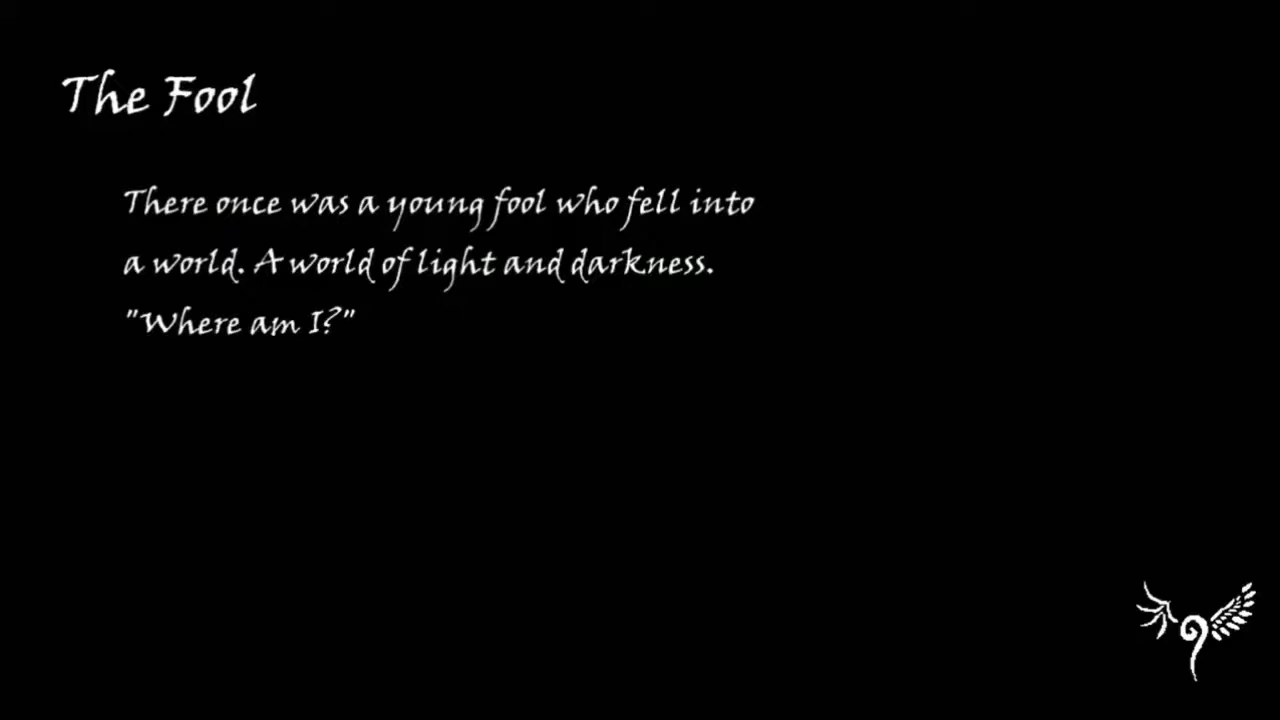 The Fool
There once was a young fool who fell into
a world. A world of light and darkness.
"Where am I?"